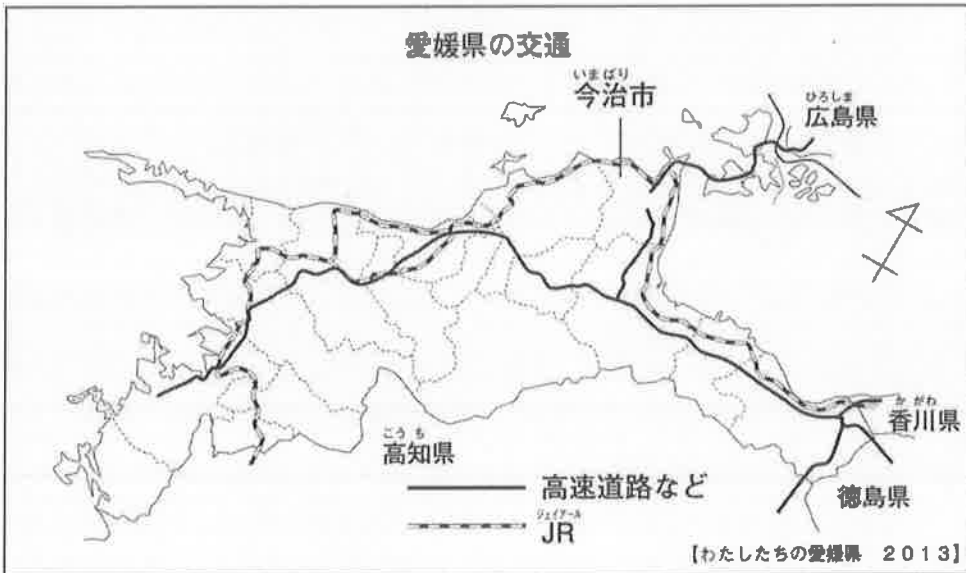 愛媛県の交通
いまばり
今治市
ひろしま
広島県
かがわ
香川県
こうち
高知県
徳島県
高速道路など
ジェイアール
JR
【わたしたちの愛媛県 2013】